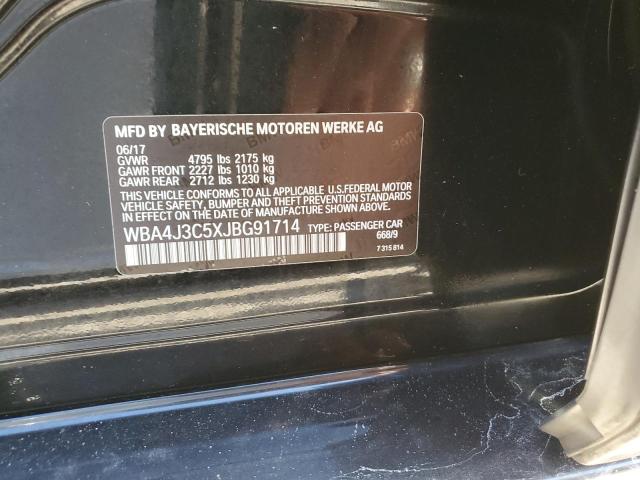 MFD BY BAYERISCHE MOTOREN WERKE AG
06/17
GVWR 4795 lbs 2175 kg
GAWR FRONT 2227 lbs 1010 kg
GAWR REAR 2712 lbs 1230 kg
THIS VEHICLE CONFORMS TO ALL APPLICABLE U.S.FEDERAL MOTOR
VEHICLE SAFETY, BUMPER AND THEFT PREVENTION STANDARDS
IN EFFECT ON THE DATE OF MANUFACTURE SHOWN ABOVE.
WBA4J3C5XJBG91714 TYPE: PASSENGER CAR
668/9
7 315 814